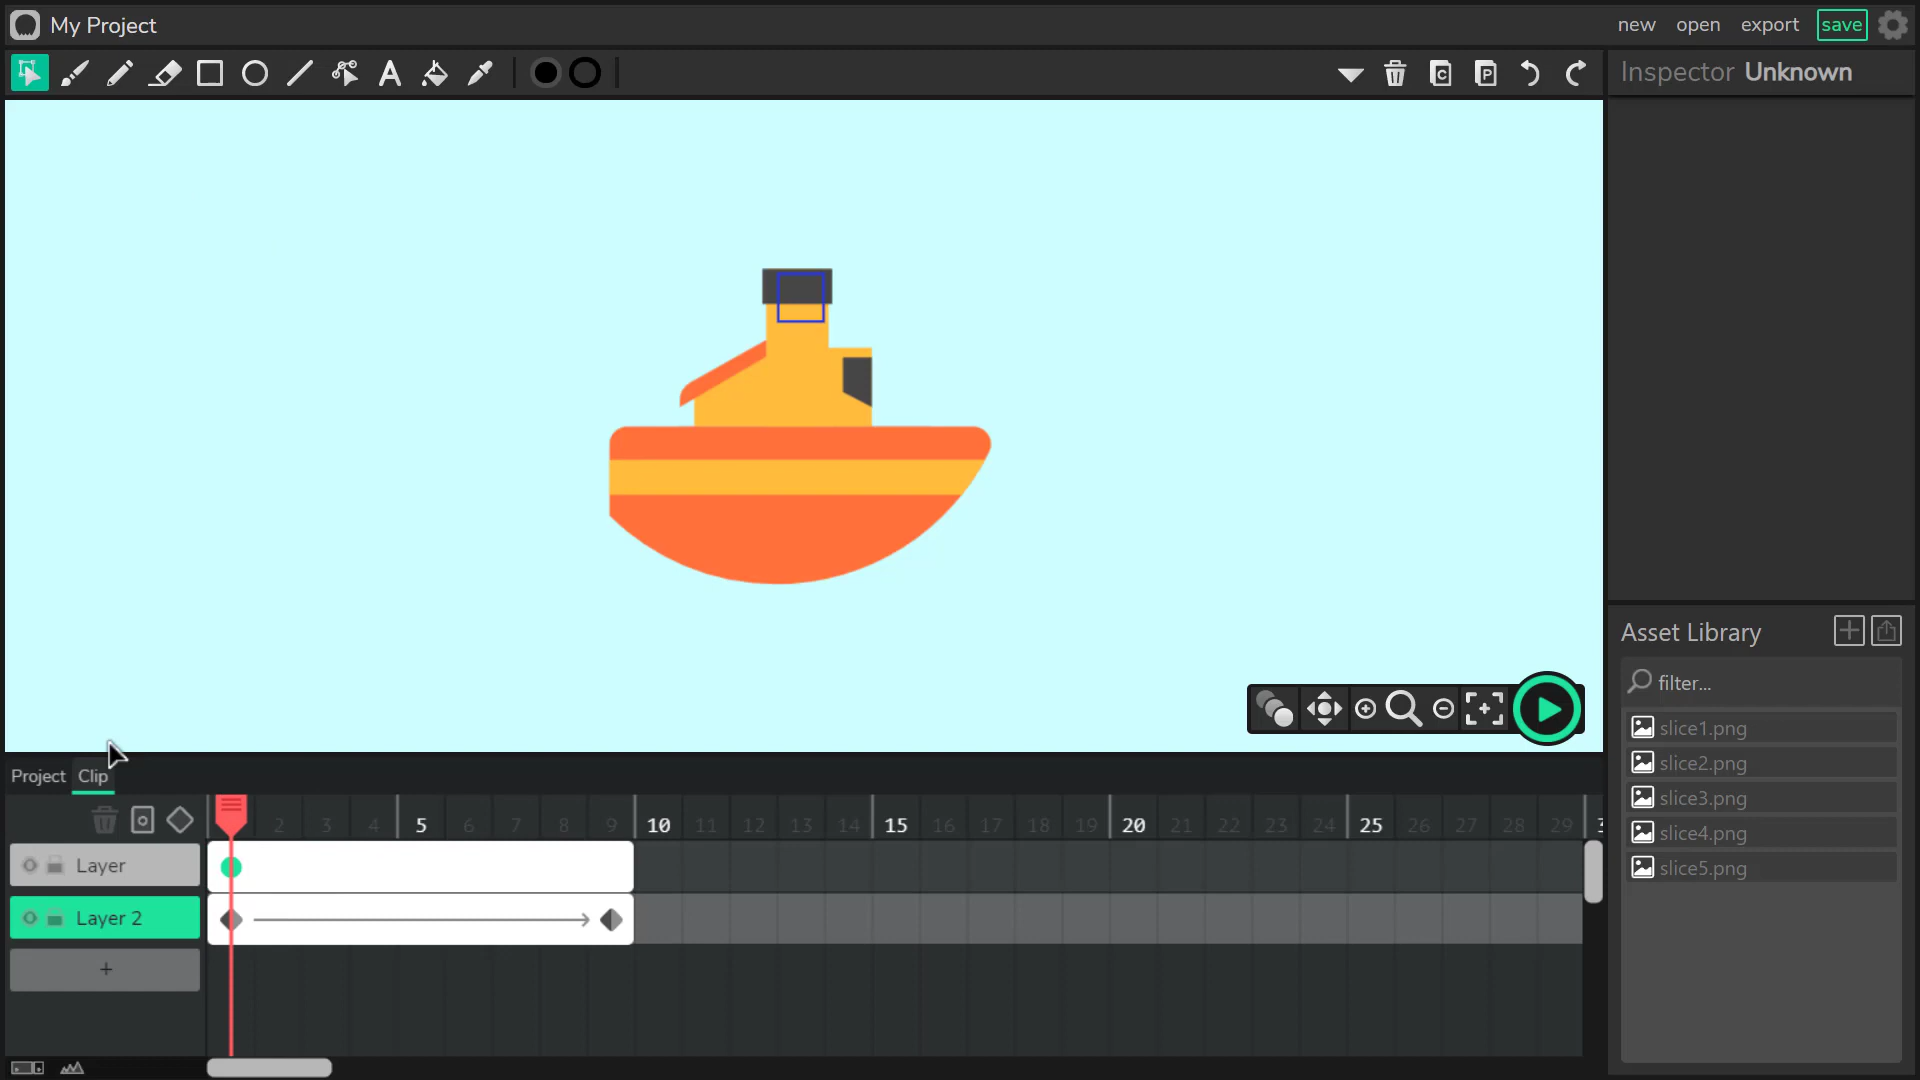 My Project
new open export save
A
C P
Inspector Unknown
Asset Library
filter...
slice1.png
slice2.png
slice3.png
slice4.png
slice5.png
Project Clip
2 3 4 5 6 7 8 9 10 11 12 13 14 15 16 17 18 19 20 21 22 23 24 25 26 27 28 29
Layer
Layer 2
+